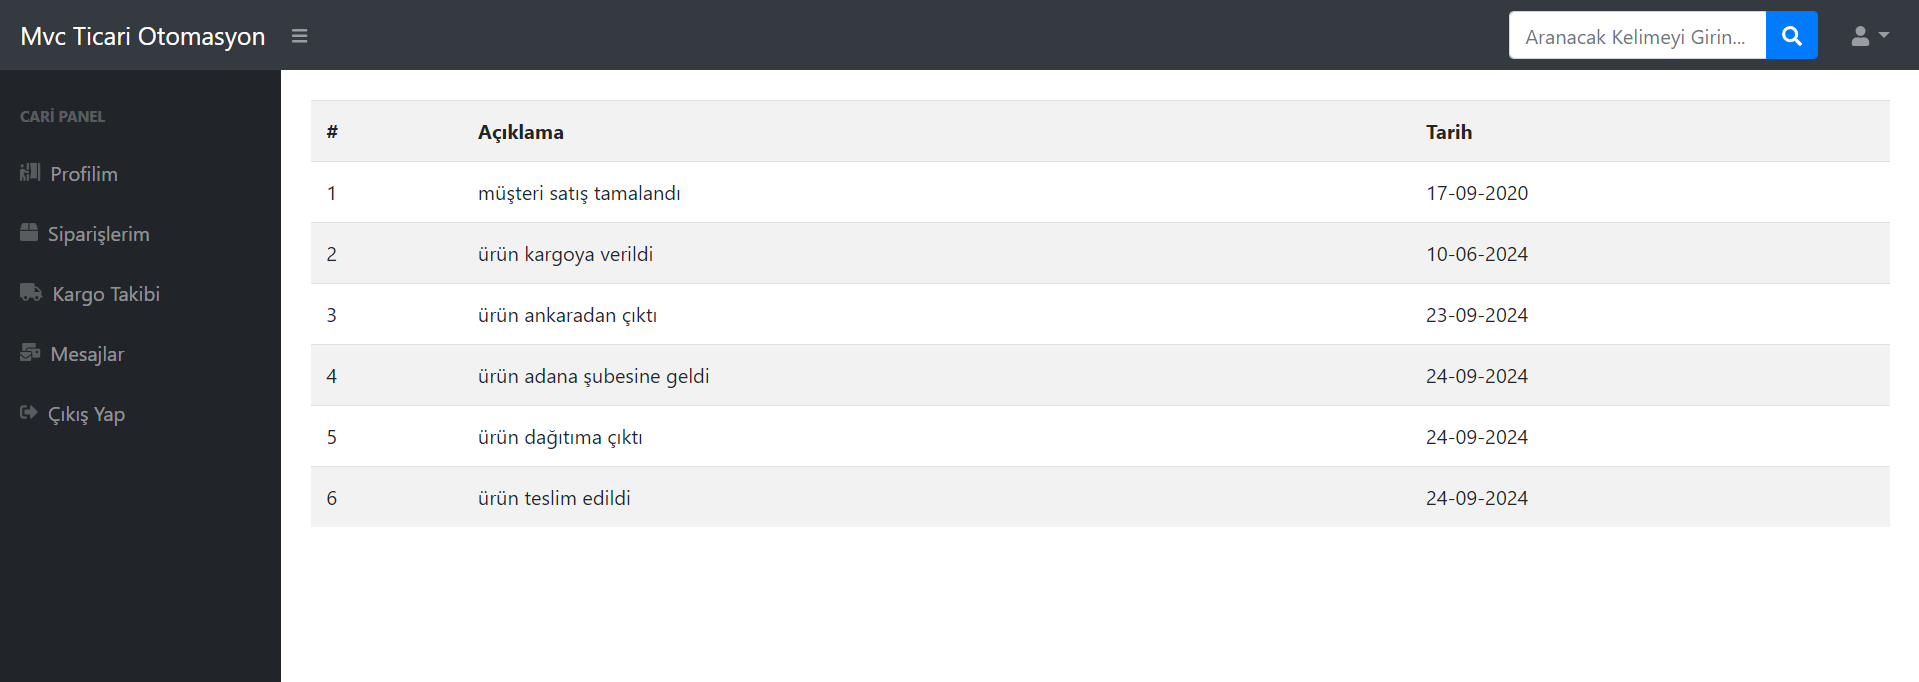 Mvc Ticari Otomasyon
Aranacak Kelimeyi Girin...
CARİ PANEL
Profilim
Siparişlerim
Kargo Takibi
Mesajlar
Çıkış Yap
# Açıklama Tarih
1 müşteri satış tamalandı 17-09-2020
2 ürün kargoya verildi 10-06-2024
3 ürün ankaradan çıktı 23-09-2024
4 ürün adana şubesine geldi 24-09-2024
5 ürün dağıtıma çıktı 24-09-2024
6 ürün teslim edildi 24-09-2024